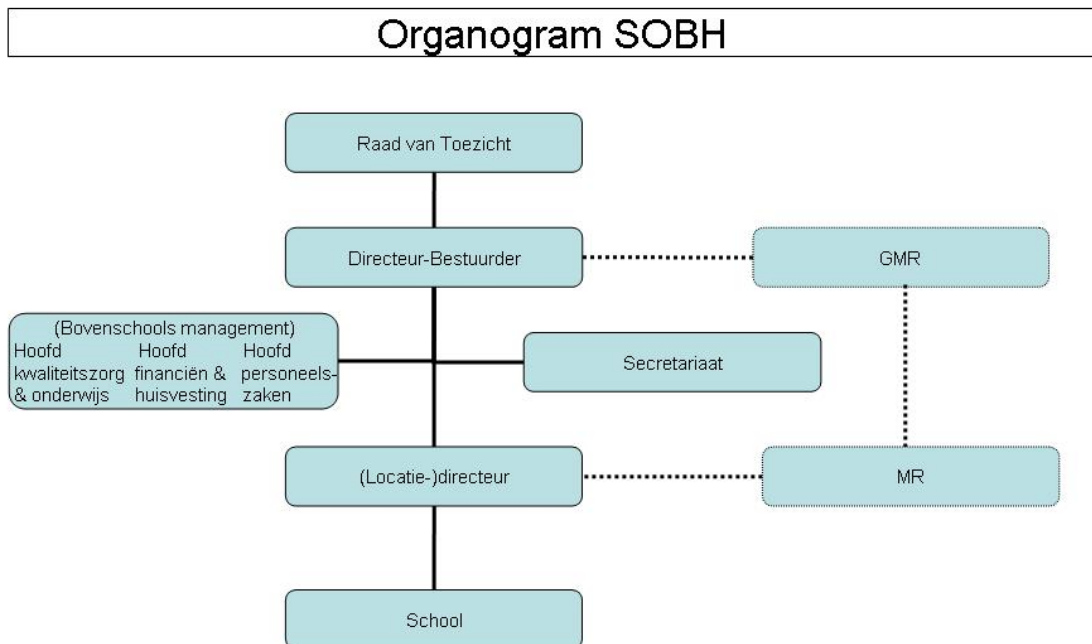 Organogram SOBH
Raad van Toezicht
Directeur-Bestuurder
GMR
(Bovenschools management)
Hoofd Hoofd Hoofd
kwaliteitszorg financiën & personeels-
& onderwijs huisvesting zaken
Secretariaat
(Locatie-)directeur
MR
School